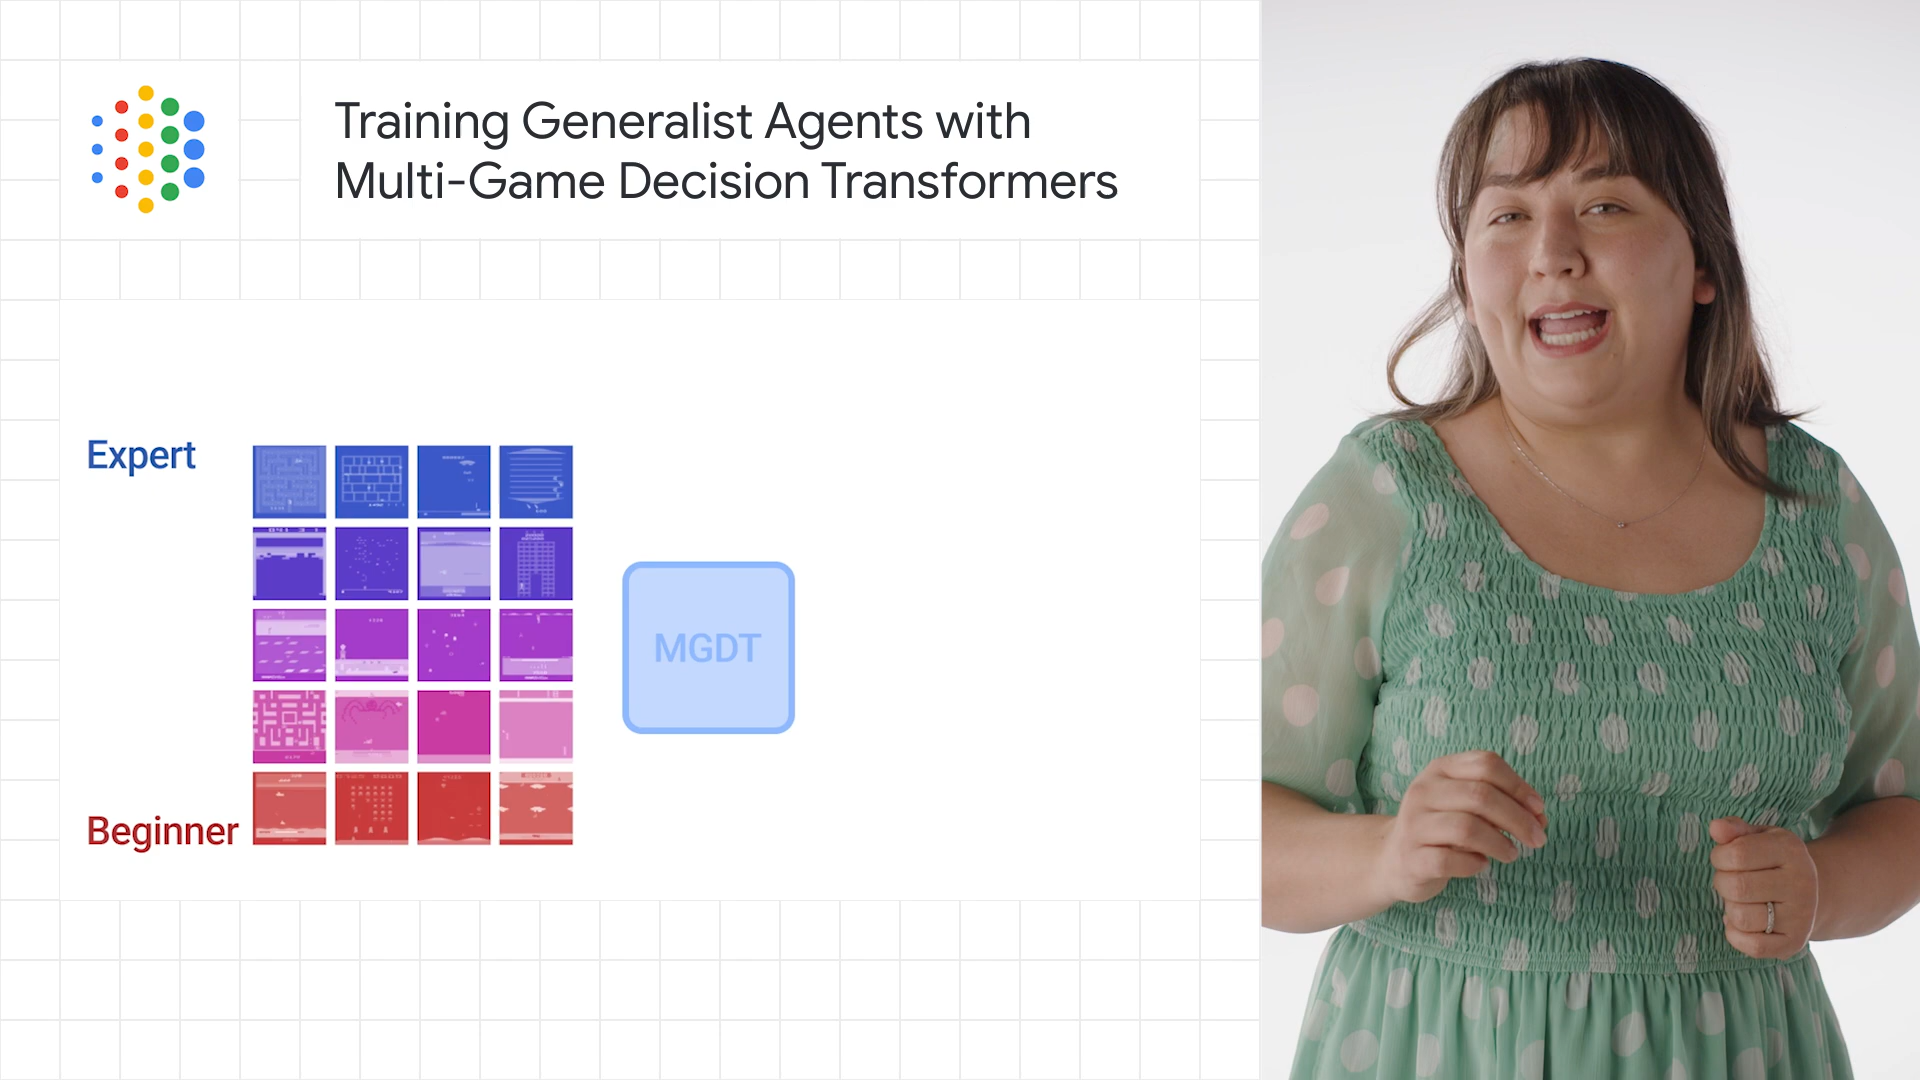 Training Generalist Agents with
Multi-Game Decision Transformers
Expert
MGDT
Beginner